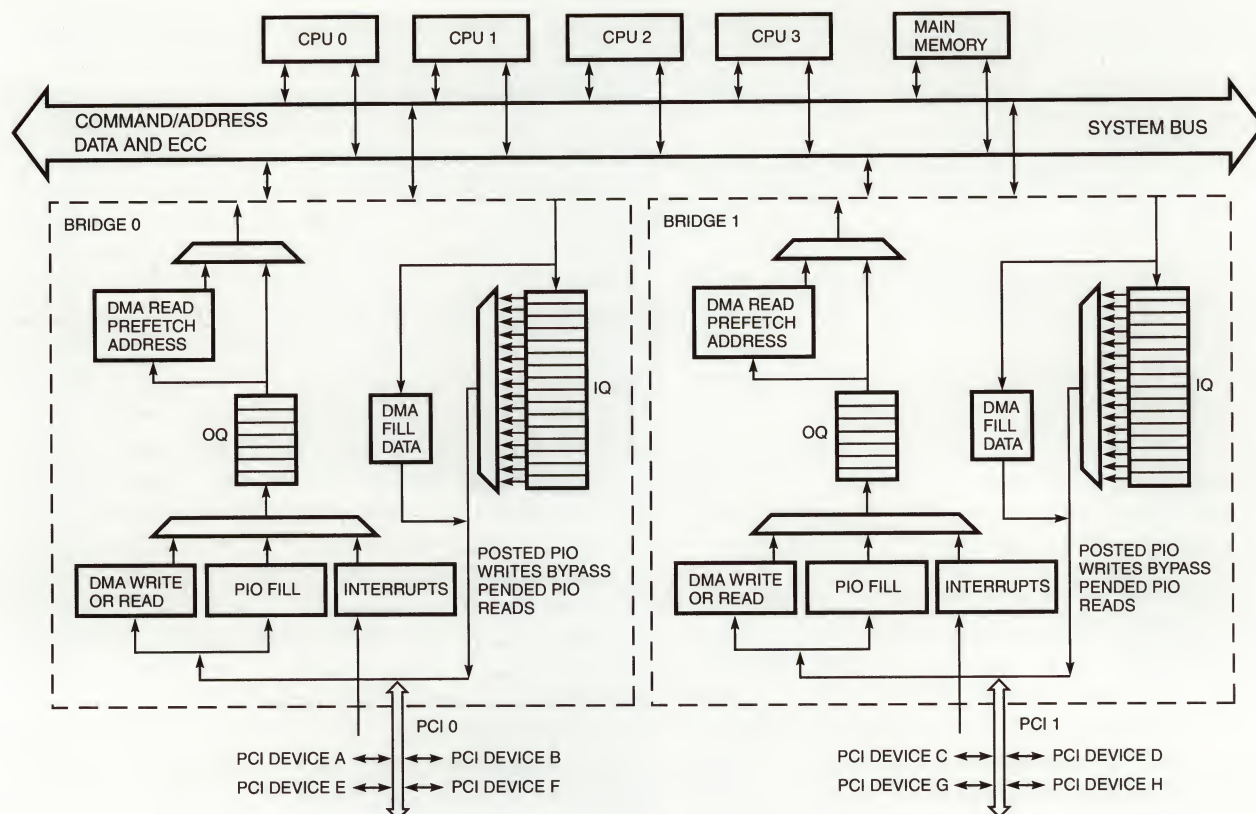 CPU 0
CPU 1
CPU 2
CPU 3
MAIN
MEMORY
COMMAND/ADDRESS
DATA AND ECC
SYSTEM BUS
BRIDGE 0
DMA READ
PREFETCH
ADDRESS
OQ
DMA
FILL
DATA
IQ
DMA WRITE
OR READ
PIO FILL
INTERRUPTS
POSTED PIO
WRITES BYPASS
PENDED PIO
READS
PCI 0
PCI DEVICE A
PCI DEVICE B
PCI DEVICE E
PCI DEVICE F
BRIDGE 1
DMA READ
PREFETCH
ADDRESS
OQ
DMA
FILL
DATA
IQ
DMA WRITE
OR READ
PIO FILL
INTERRUPTS
POSTED PIO
WRITES BYPASS
PENDED PIO
READS
PCI 1
PCI DEVICE C
PCI DEVICE D
PCI DEVICE G
PCI DEVICE H